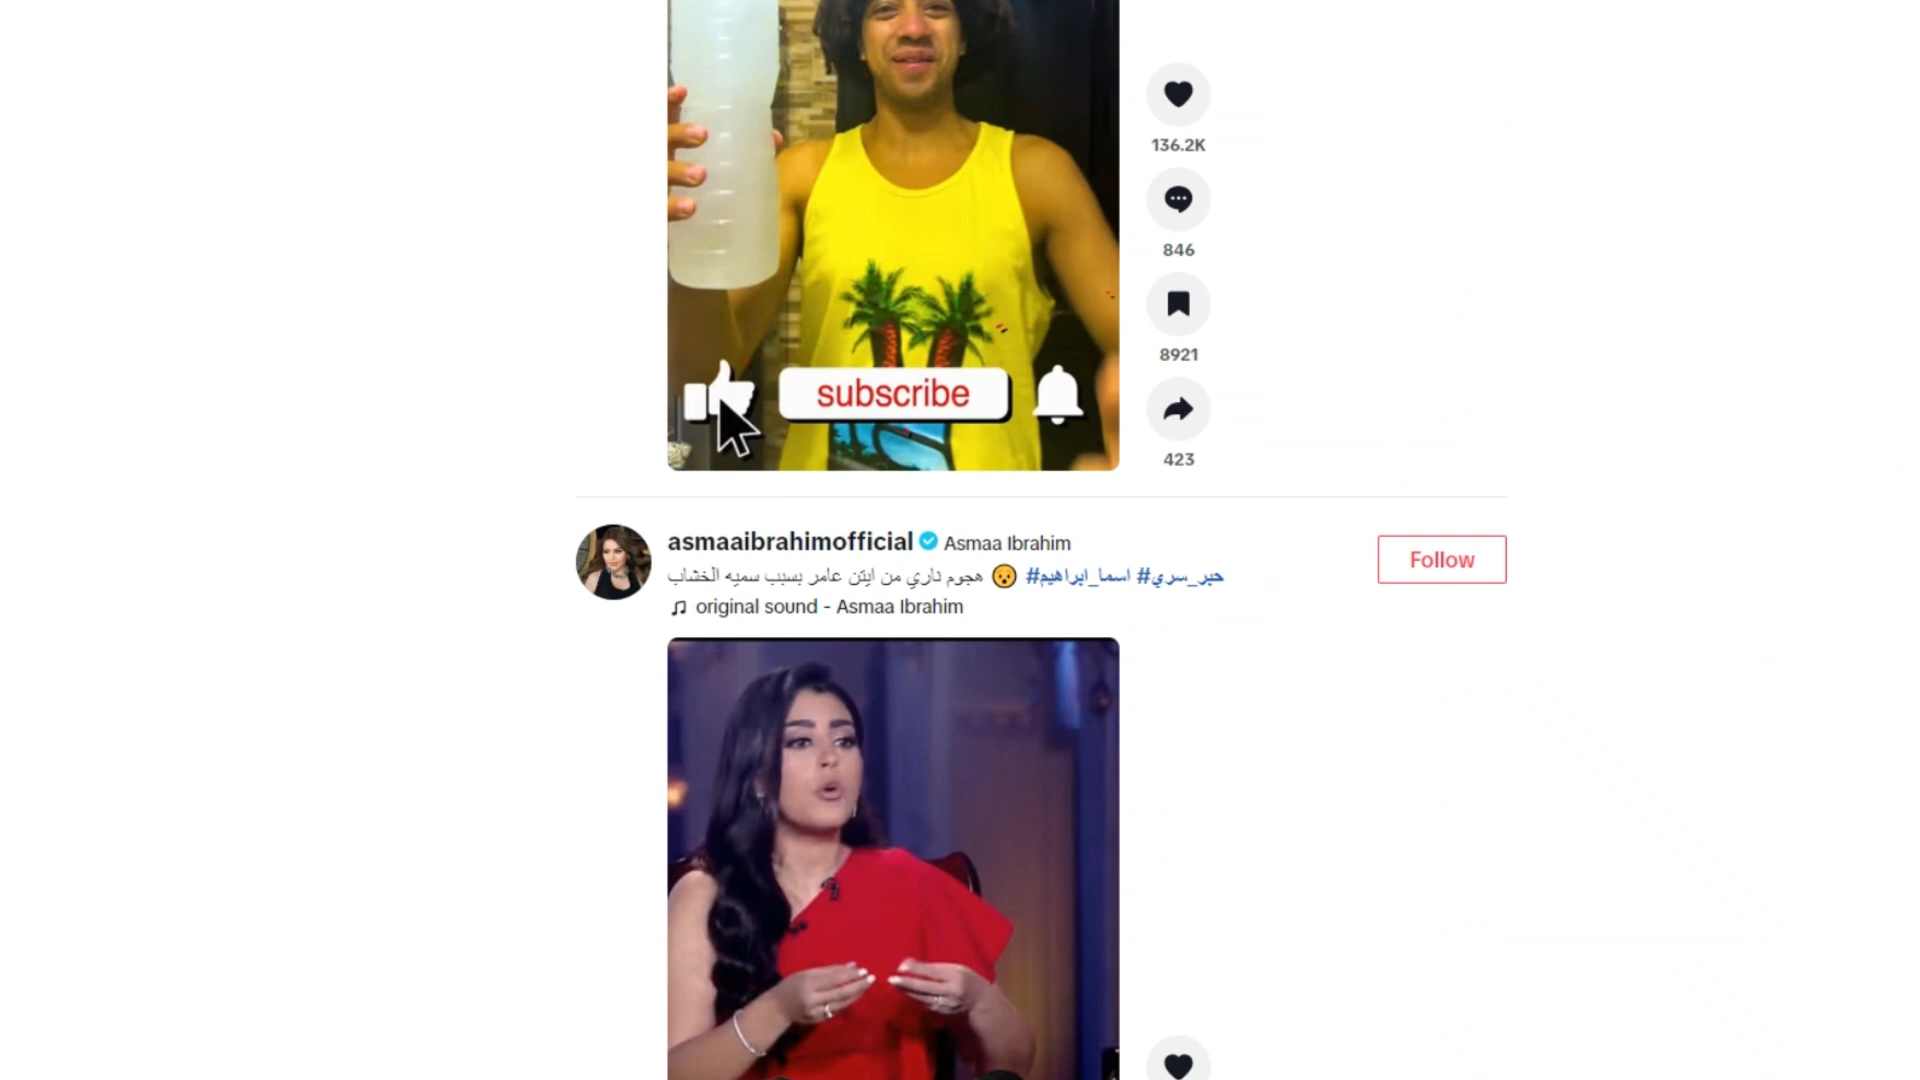 136.2K
846
8921
subscribe
423
asmaaibrahimofficial Asmaa Ibrahim
Follow
هجوم ناري من ايتن عامر بسبب سميه الخشاب 😯 #حبر_سري #اسما_ابراهيم
original sound - Asmaa Ibrahim